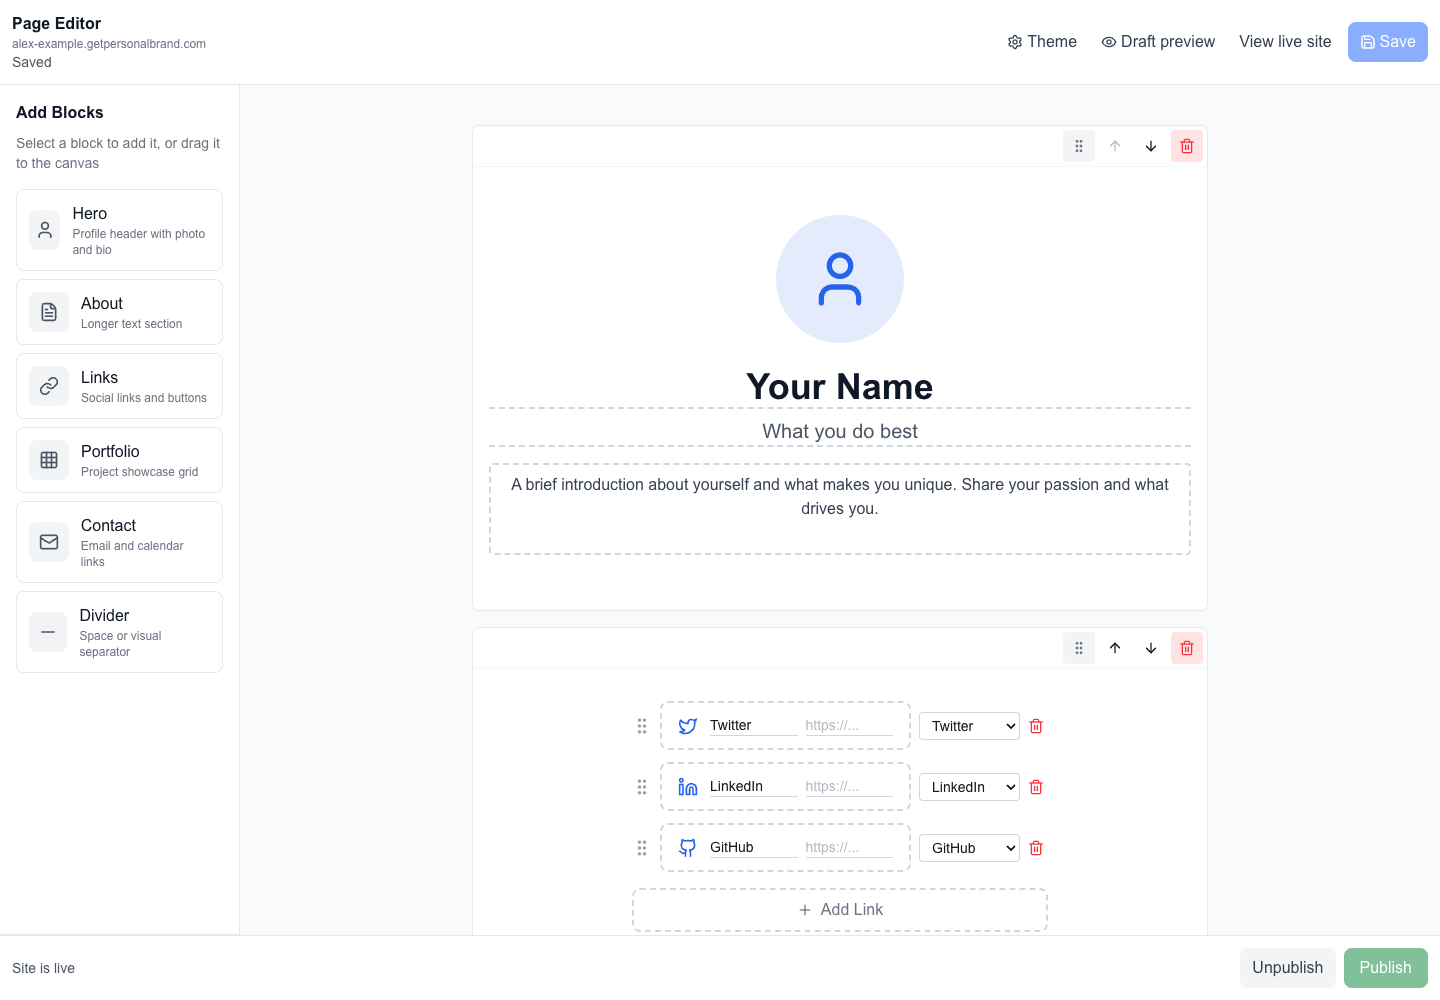 Page Editor
alex-example.getpersonalbrand.com
Saved
Theme
Draft preview
View live site
Save
Add Blocks
Select a block to add it, or drag it
to the canvas
Hero
Profile header with photo
and bio
About
Longer text section
Links
Social links and buttons
Portfolio
Project showcase grid
Contact
Email and calendar
links
Divider
Space or visual
separator
Your Name
What you do best
A brief introduction about yourself and what makes you unique. Share your passion and what
drives you.
Twitter https://... Twitter
LinkedIn https://... LinkedIn
GitHub https://... GitHub
Add Link
Site is live
Unpublish
Publish